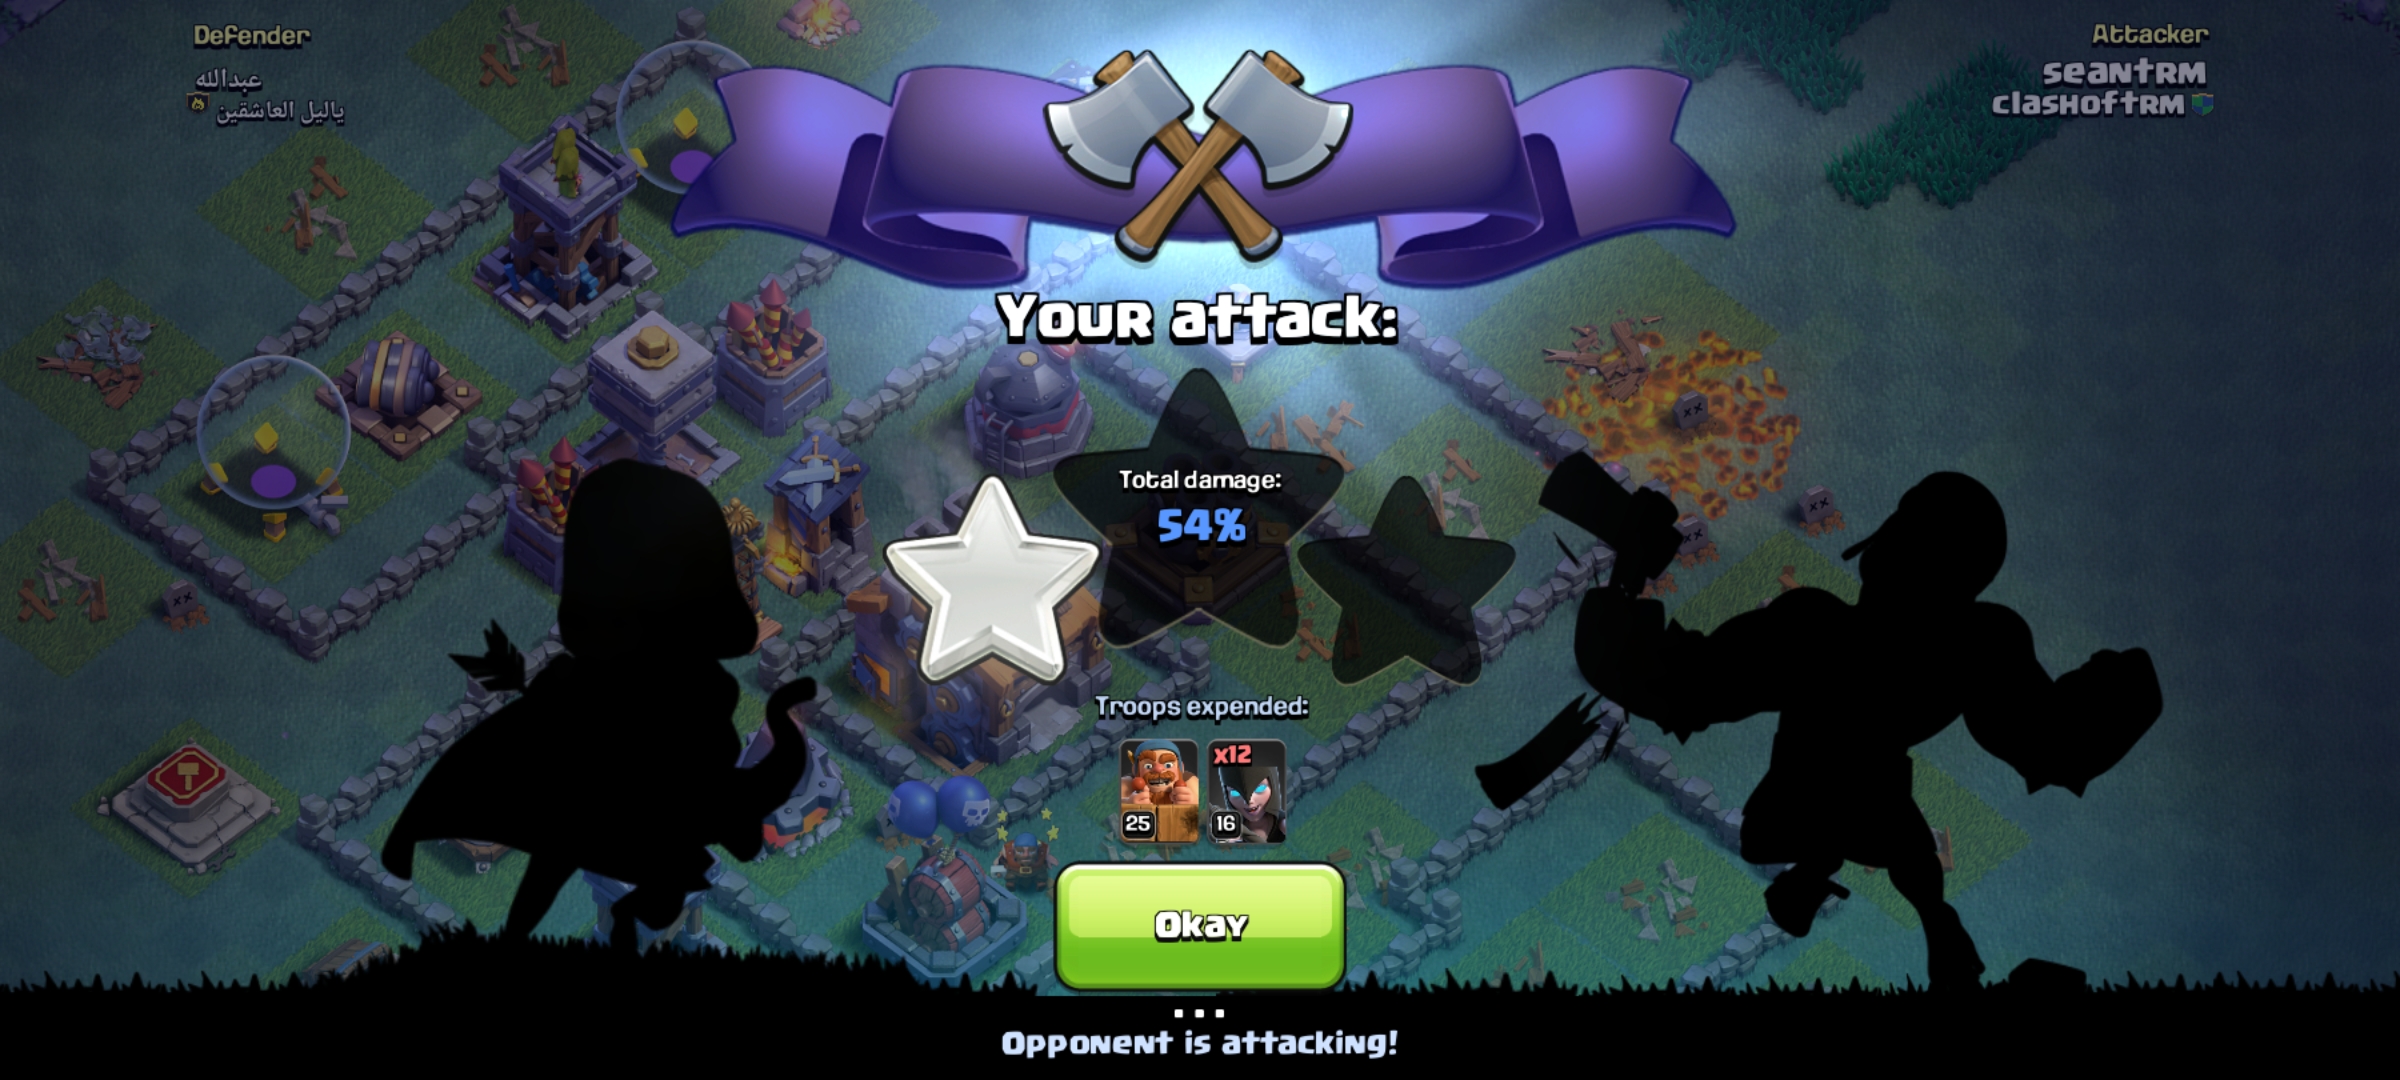 Defender
عبدالله
ياليل العاشقين
Attacker
seantrm
clashoftrm
Your attack:
Total damage:
54%
Troops expended:
25
x12
16
Okay
...
Opponent is attacking!